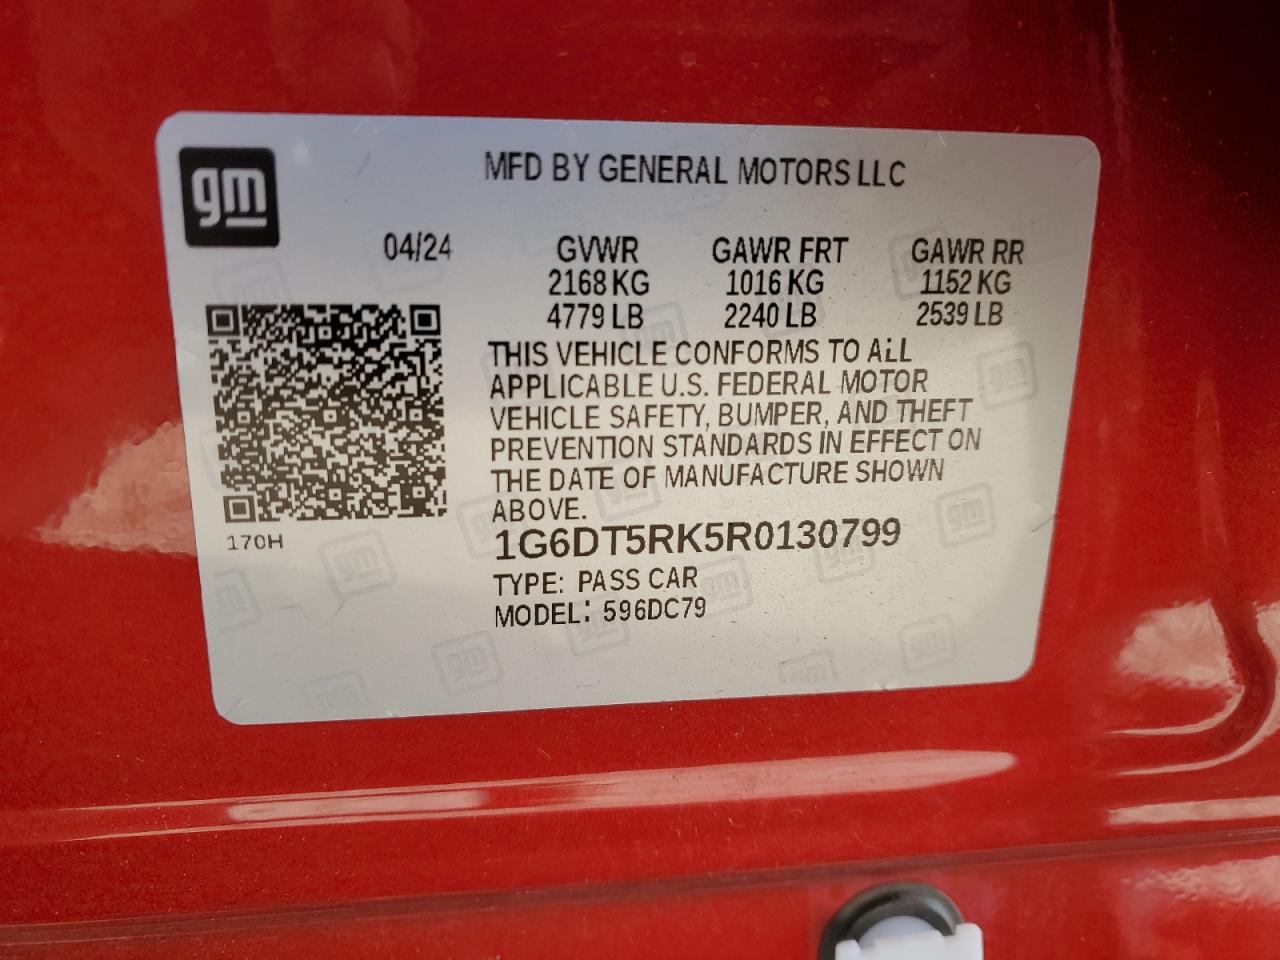 gm
MFD BY GENERAL MOTORS LLC
04/24 GVWR GAWR FRT GAWR RR
2168 KG 1016 KG 1152 KG
4779 LB 2240 LB 2539 LB
THIS VEHICLE CONFORMS TO ALL
APPLICABLE U.S. FEDERAL MOTOR
VEHICLE SAFETY, BUMPER, AND THEFT
PREVENTION STANDARDS IN EFFECT ON
THE DATE OF MANUFACTURE SHOWN
ABOVE.
170H
1G6DT5RK5R0130799
TYPE: PASS CAR
MODEL: 596DC79